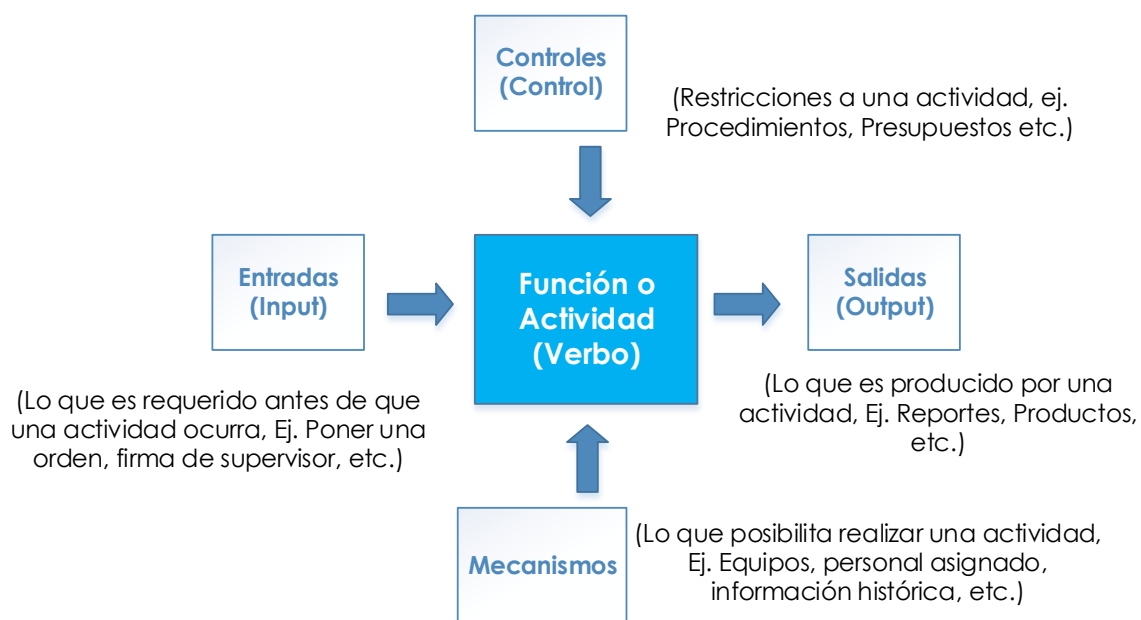 Controles
(Control)
(Restricciones a una actividad, ej.
Procedimientos, Presupuestos etc.)
Entradas
(Input)
Función o
Actividad
(Verbo)
Salidas
(Output)
(Lo que es requerido antes de que
una actividad ocurra, Ej. Poner una
orden, firma de supervisor, etc.)
(Lo que es producido por una
actividad, Ej. Reportes, Productos,
etc.)
Mecanismos
(Lo que posibilita realizar una actividad,
Ej. Equipos, personal asignado,
información histórica, etc.)